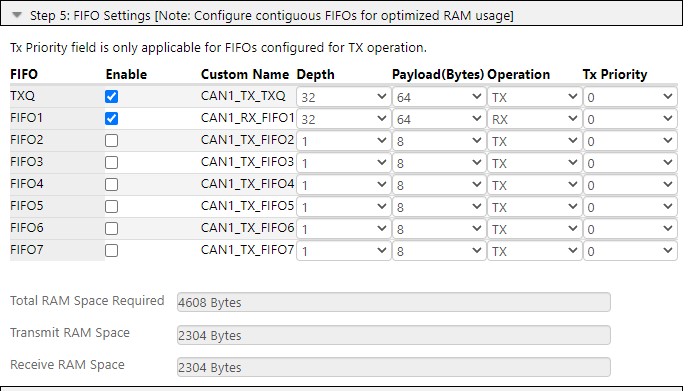 Step 5: FIFO Settings [Note: Configure contiguous FIFOs for optimized RAM usage]
Tx Priority field is only applicable for FIFOs configured for TX operation.
FIFO Enable Custom Name Depth Payload(Bytes) Operation Tx Priority
TXQ CAN1_TX_TXQ 32 64 TX 0
FIFO1 CAN1_RX_FIFO1 32 64 RX 0
FIFO2 CAN1_TX_FIFO2 1 8 TX 0
FIFO3 CAN1_TX_FIFO3 1 8 TX 0
FIFO4 CAN1_TX_FIFO4 1 8 TX 0
FIFO5 CAN1_TX_FIFO5 1 8 TX 0
FIFO6 CAN1_TX_FIFO6 1 8 TX 0
FIFO7 CAN1_TX_FIFO7 1 8 TX 0
Total RAM Space Required 4608 Bytes
Transmit RAM Space 2304 Bytes
Receive RAM Space 2304 Bytes